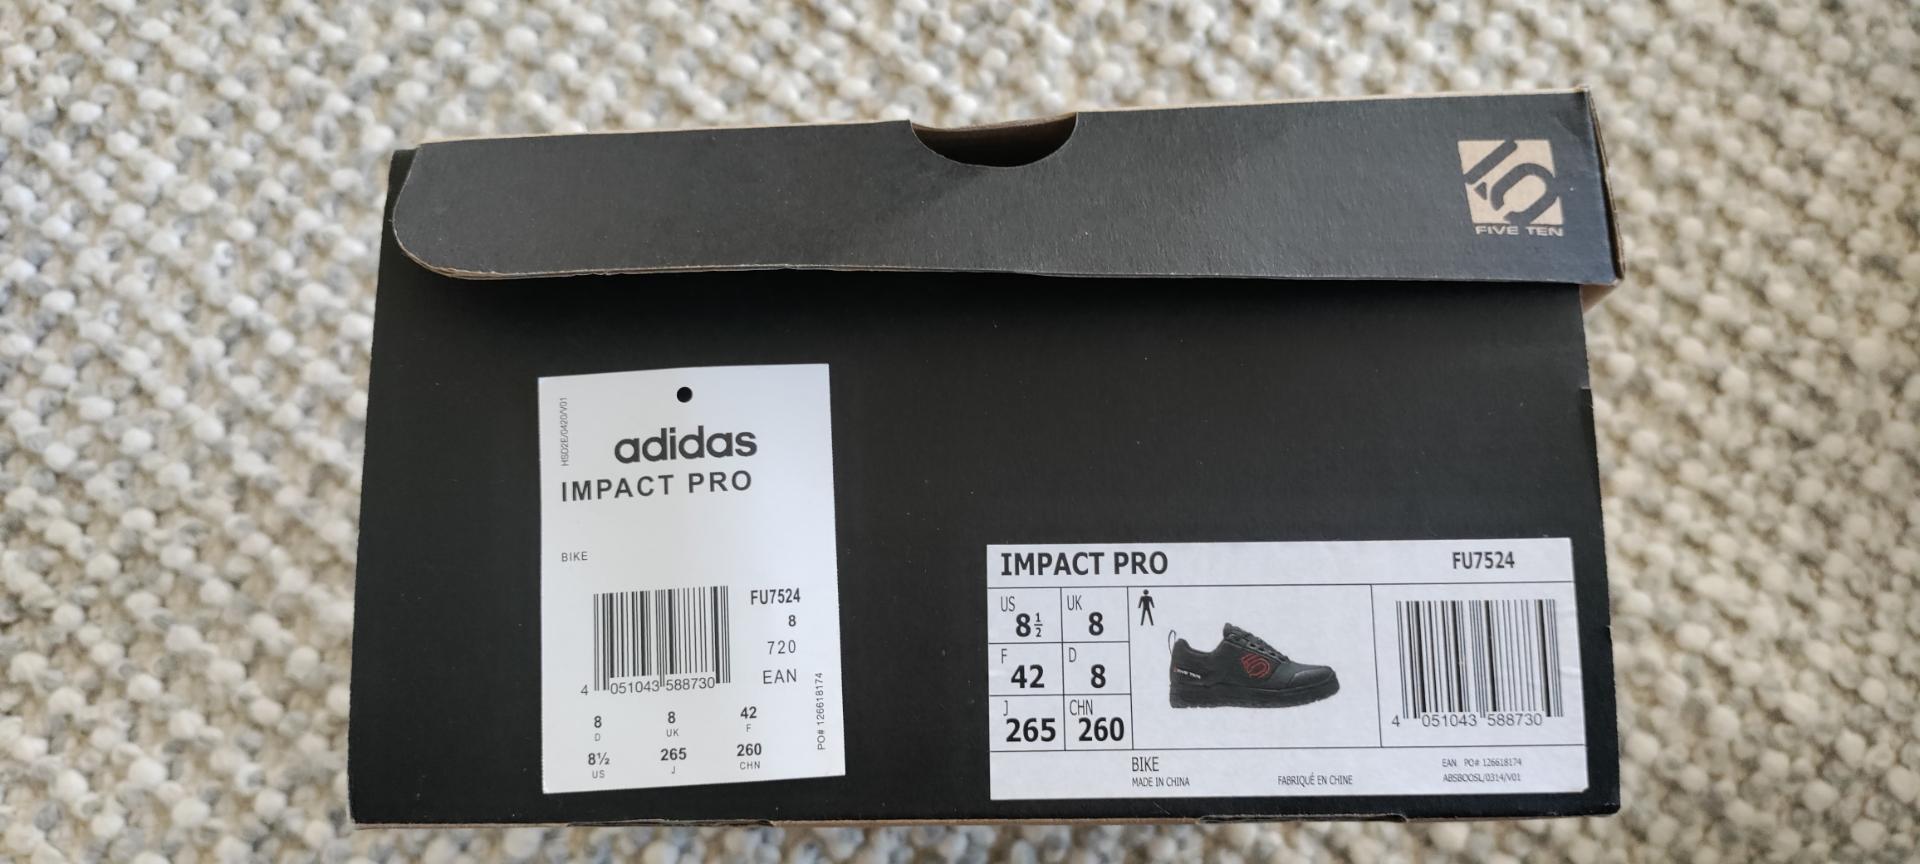 FIVE TEN
HSD2E/0420/V01
adidas
IMPACT PRO
BIKE
FU7524
8
720
EAN
4 051043 588730
PO# 126618174
8 8 42
D UK F
8½ 265 260
US J CHN
IMPACT PRO FU7524
US 8½ UK 8
F 42 D 8
J 265 CHN 260
FIVE TEN
4 051043 588730
BIKE
MADE IN CHINA FABRIQUÉ EN CHINE
EAN PO# 126618174
ABSBOOSL/0314/V01